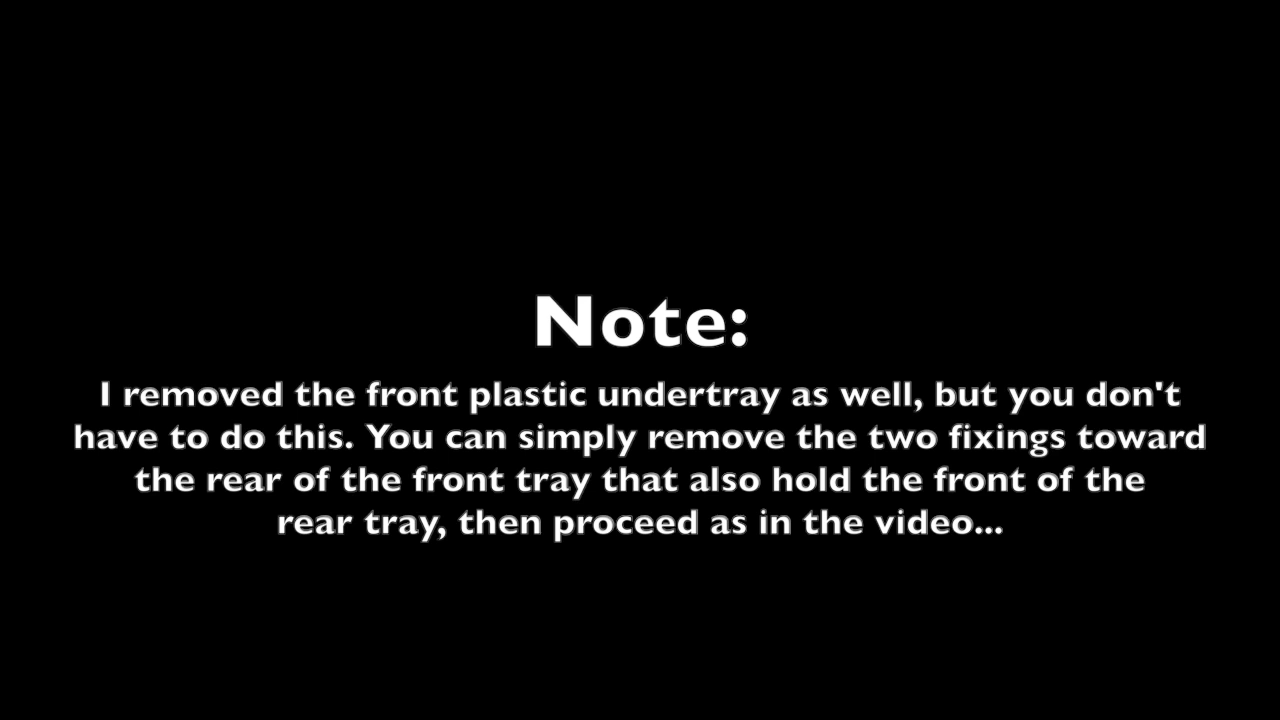 Note:
I removed the front plastic undertray as well, but you don't
have to do this.  You can simply remove the two fixings toward
the rear of the front tray that also hold the front of the
rear tray, then proceed as in the video...